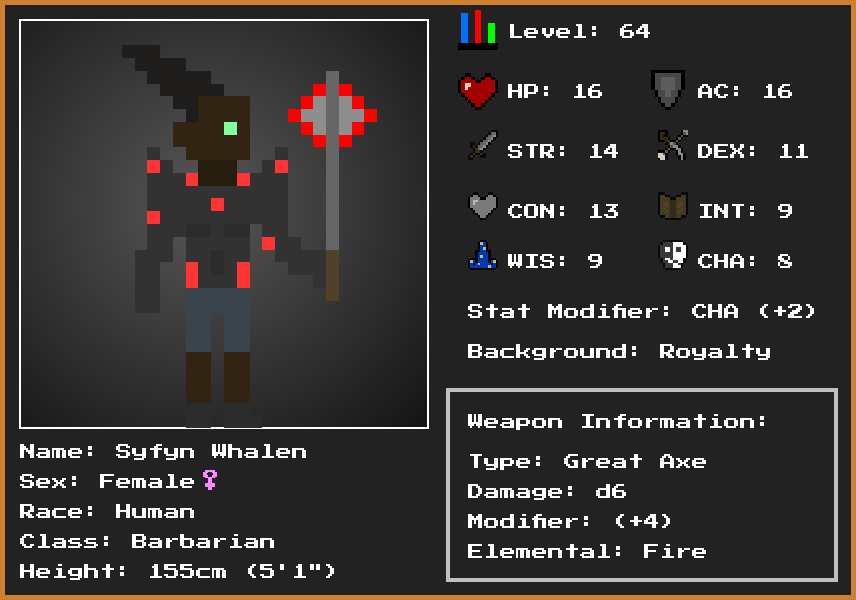 Level: 64
HP: 16
AC: 16
STR: 14
DEX: 11
CON: 13
INT: 9
WIS: 9
CHA: 8
Stat Modifier: CHA (+2)
Background: Royalty
Weapon Information:
Type: Great Axe
Damage: d6
Modifier: (+4)
Elemental: Fire
Name: Syfyn Whalen
Sex: Female♀
Race: Human
Class: Barbarian
Height: 155cm (5'1")